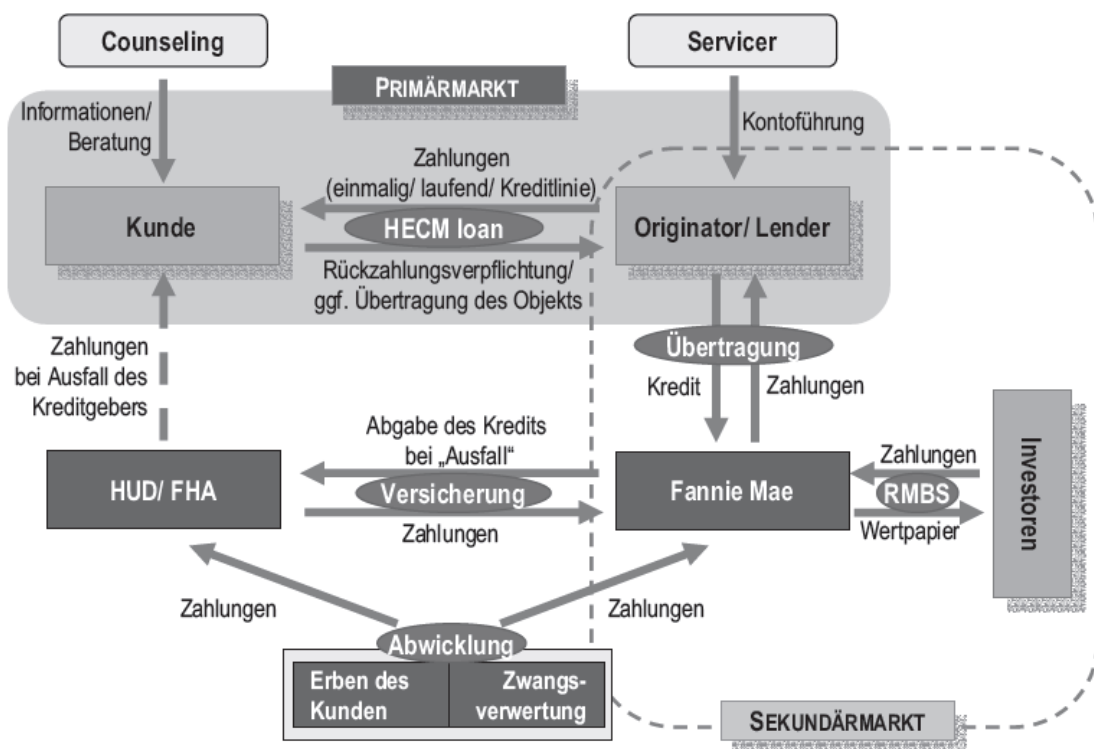 Counseling
Servicer
PRIMÄRMARKT
Informationen/
Beratung
Kontoführung
Zahlungen
(einmalig/ laufend/ Kreditlinie)
Kunde
HECM loan
Originator/ Lender
Rückzahlungsverpflichtung/
ggf. Übertragung des Objekts
Zahlungen
bei Ausfall des
Kreditgebers
Übertragung
Kredit
Zahlungen
Abgabe des Kredits
bei „Ausfall“
HUD/ FHA
Versicherung
Zahlungen
Fannie Mae
Zahlungen
RMBS
Wertpapier
Investoren
Zahlungen
Zahlungen
Abwicklung
Erben des
Kunden
Zwangs-
verwertung
SEKUNDÄRMARKT